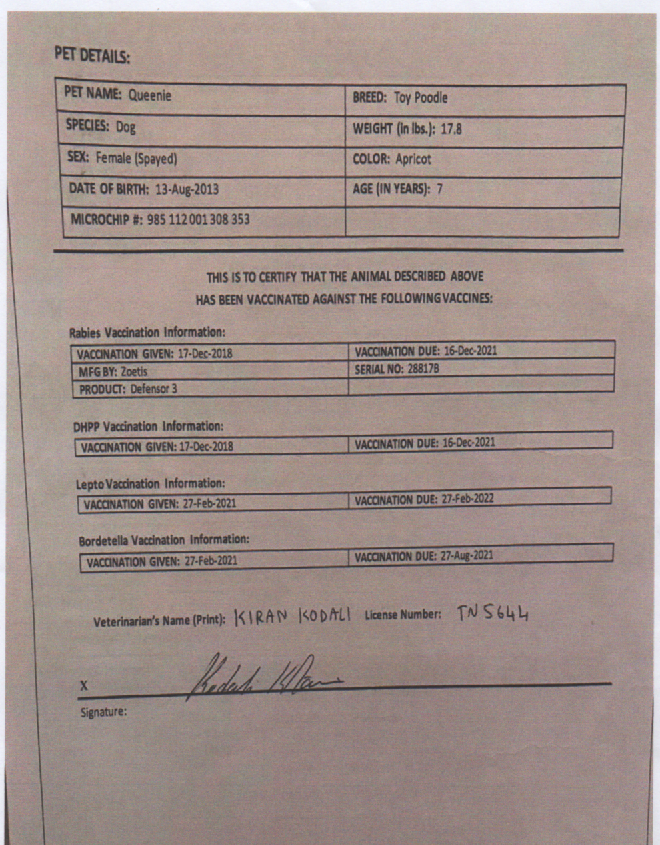 PET DETAILS:
PET NAME: Queenie BREED: Toy Poodle
SPECIES: Dog WEIGHT (in lbs.): 17.8
SEX: Female (Spayed) COLOR: Apricot
DATE OF BIRTH: 13-Aug-2013 AGE (IN YEARS): 7
MICROCHIP #: 985 112 001 308 353
THIS IS TO CERTIFY THAT THE ANIMAL DESCRIBED ABOVE
HAS BEEN VACCINATED AGAINST THE FOLLOWING VACCINES:
Rabies Vaccination Information:
VACCINATION GIVEN: 17-Dec-2018 VACCINATION DUE: 16-Dec-2021
MFG BY: Zoetis SERIAL NO: 288179
PRODUCT: Defensor 3
DHPP Vaccination Information:
VACCINATION GIVEN: 17-Dec-2018 VACCINATION DUE: 16-Dec-2021
Lepto Vaccination Information:
VACCINATION GIVEN: 27-Feb-2021 VACCINATION DUE: 27-Feb-2022
Bordetella Vaccination Information:
VACCINATION GIVEN: 27-Feb-2021 VACCINATION DUE: 27-Aug-2021
Veterinarian's Name (Print): KIRAN KODALI License Number: TN5644
X Kodali Kiran
Signature: